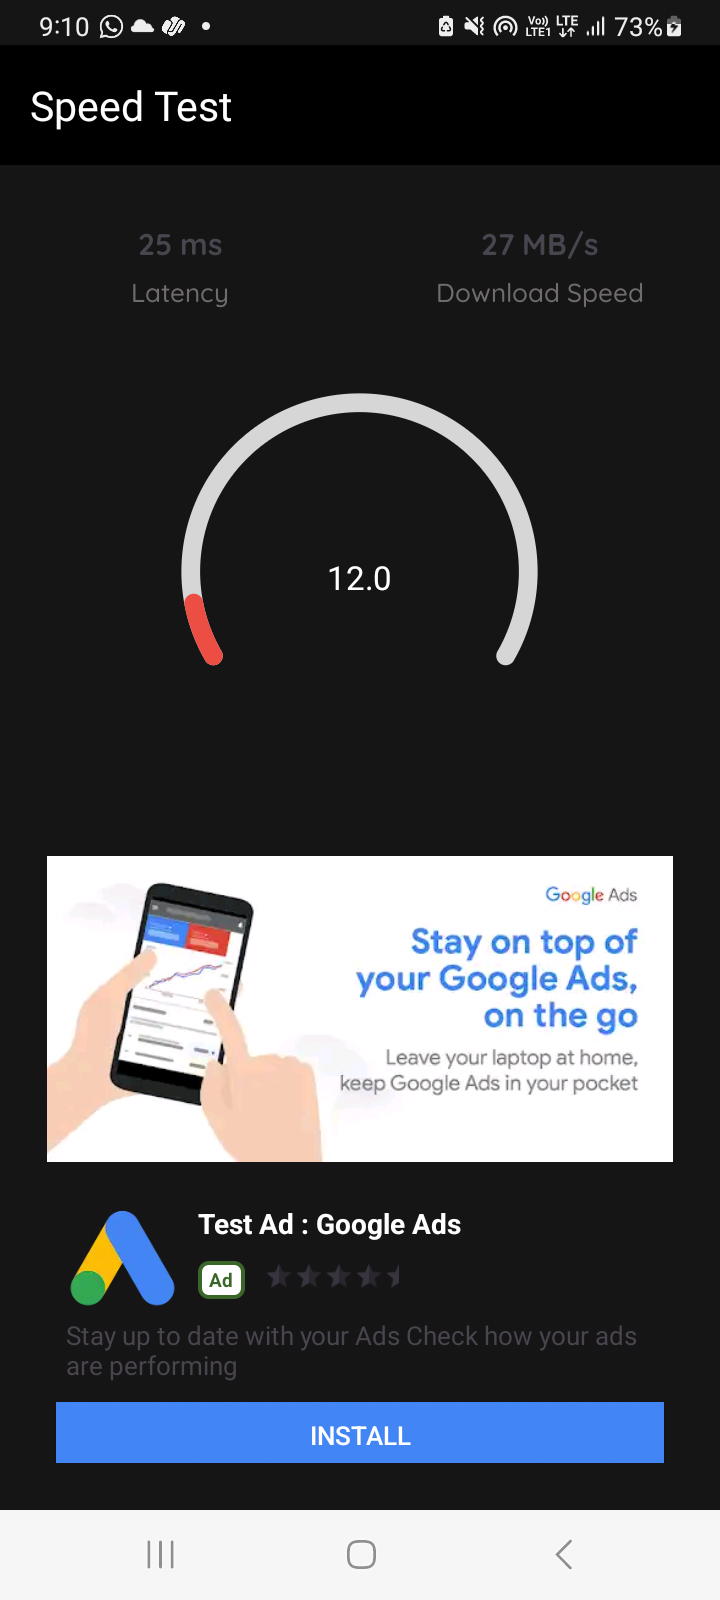 9:10
Vo)) LTE1 LTE 73%
Speed Test
25 ms
27 MB/s
Latency
Download Speed
12.0
Google Ads
Stay on top of
your Google Ads,
on the go
Leave your laptop at home,
keep Google Ads in your pocket
Test Ad : Google Ads
Ad
Stay up to date with your Ads Check how your ads
are performing
INSTALL